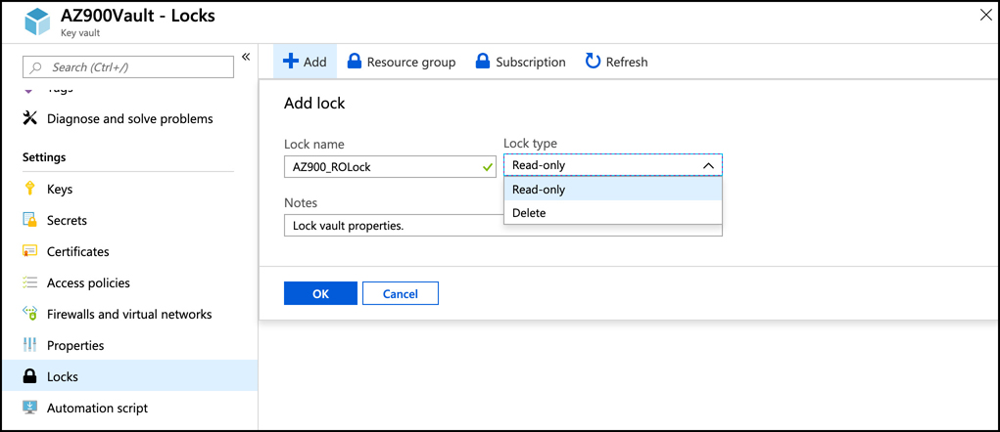 AZ900Vault - Locks
Key vault
Search (Ctrl+/)
Tags
Diagnose and solve problems
Settings
Keys
Secrets
Certificates
Access policies
Firewalls and virtual networks
Properties
Locks
Automation script
Add Resource group Subscription Refresh
Add lock
Lock name Lock type
AZ900_ROLock Read-only
Read-only
Delete
Notes
Lock vault properties.
OK Cancel